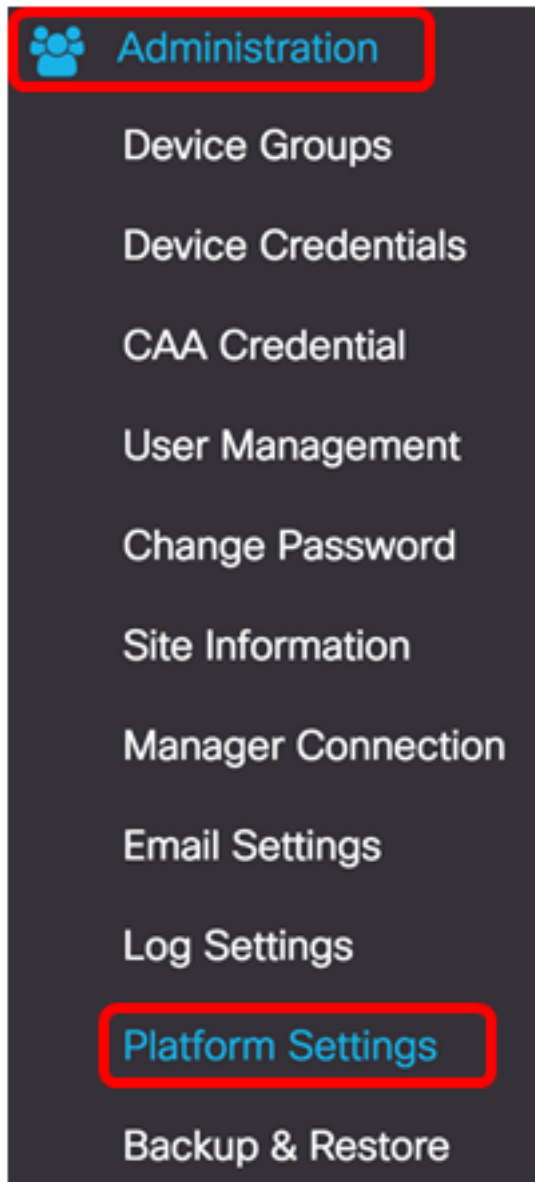 Administration
Device Groups
Device Credentials
CAA Credential
User Management
Change Password
Site Information
Manager Connection
Email Settings
Log Settings
Platform Settings
Backup & Restore